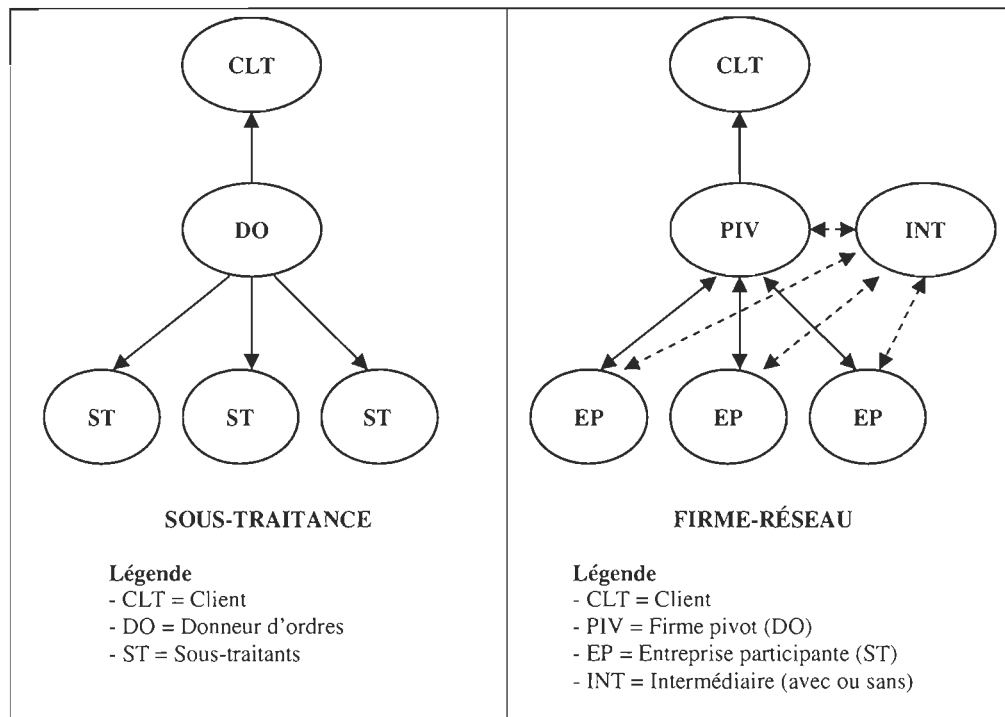 CLT
DO
ST ST ST
SOUS-TRAITANCE
Légende
- CLT = Client
- DO = Donneur d'ordres
- ST = Sous-traitants
CLT
PIV INT
EP EP EP
FIRME-RÉSEAU
Légende
- CLT = Client
- PIV = Firme pivot (DO)
- EP = Entreprise participante (ST)
- INT = Intermédiaire (avec ou sans)